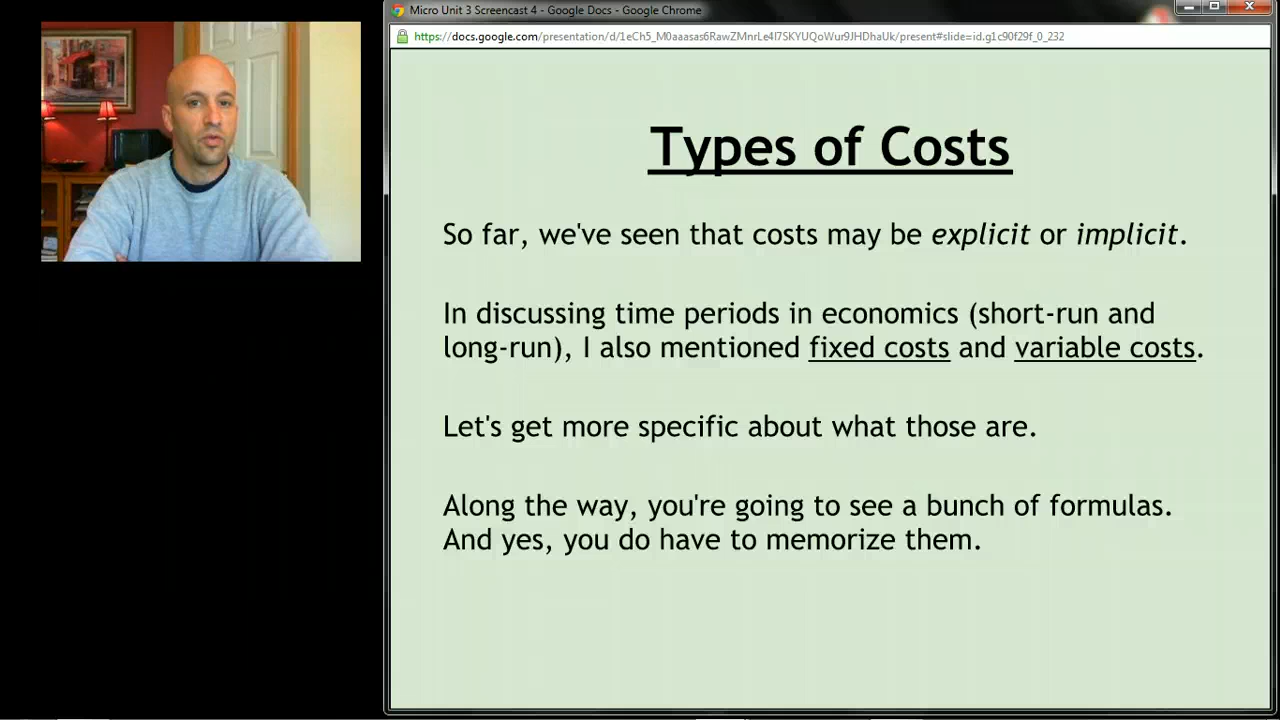 Micro Unit 3 Screencast 4 - Google Docs - Google Chrome
https://docs.google.com/presentation/d/1eCh5_M0aaasas6RawZMnrLe4l7SKYUQoWur9JHDhaUk/present#slide=id.g1c90f29f_0_232
Types of Costs
So far, we've seen that costs may be explicit or implicit.
In discussing time periods in economics (short-run and
long-run), I also mentioned fixed costs and variable costs.
Let's get more specific about what those are.
Along the way, you're going to see a bunch of formulas.
And yes, you do have to memorize them.